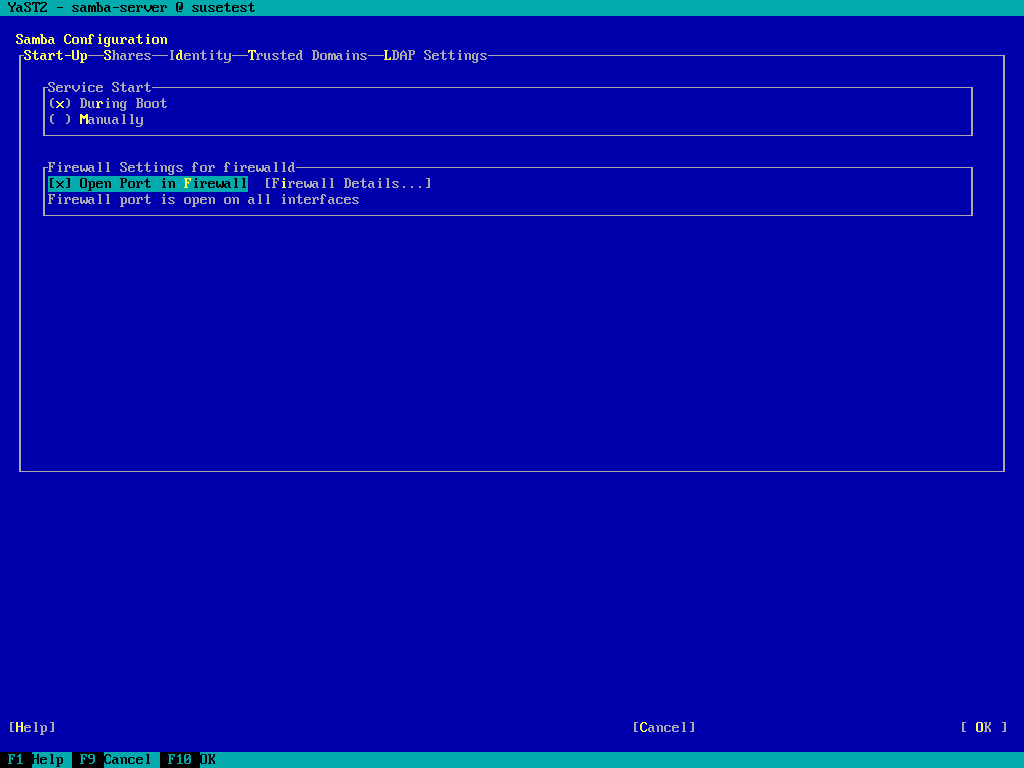 YaST2 - samba-server @ susetest
Samba Configuration
Start-Up Shares Identity Trusted Domains LDAP Settings
Service Start
(x) During Boot
( ) Manually
Firewall Settings for firewalld
[x] Open Port in Firewall [Firewall Details...]
Firewall port is open on all interfaces
[Help] [Cancel] [ OK ]
F1 Help F9 Cancel F10 OK